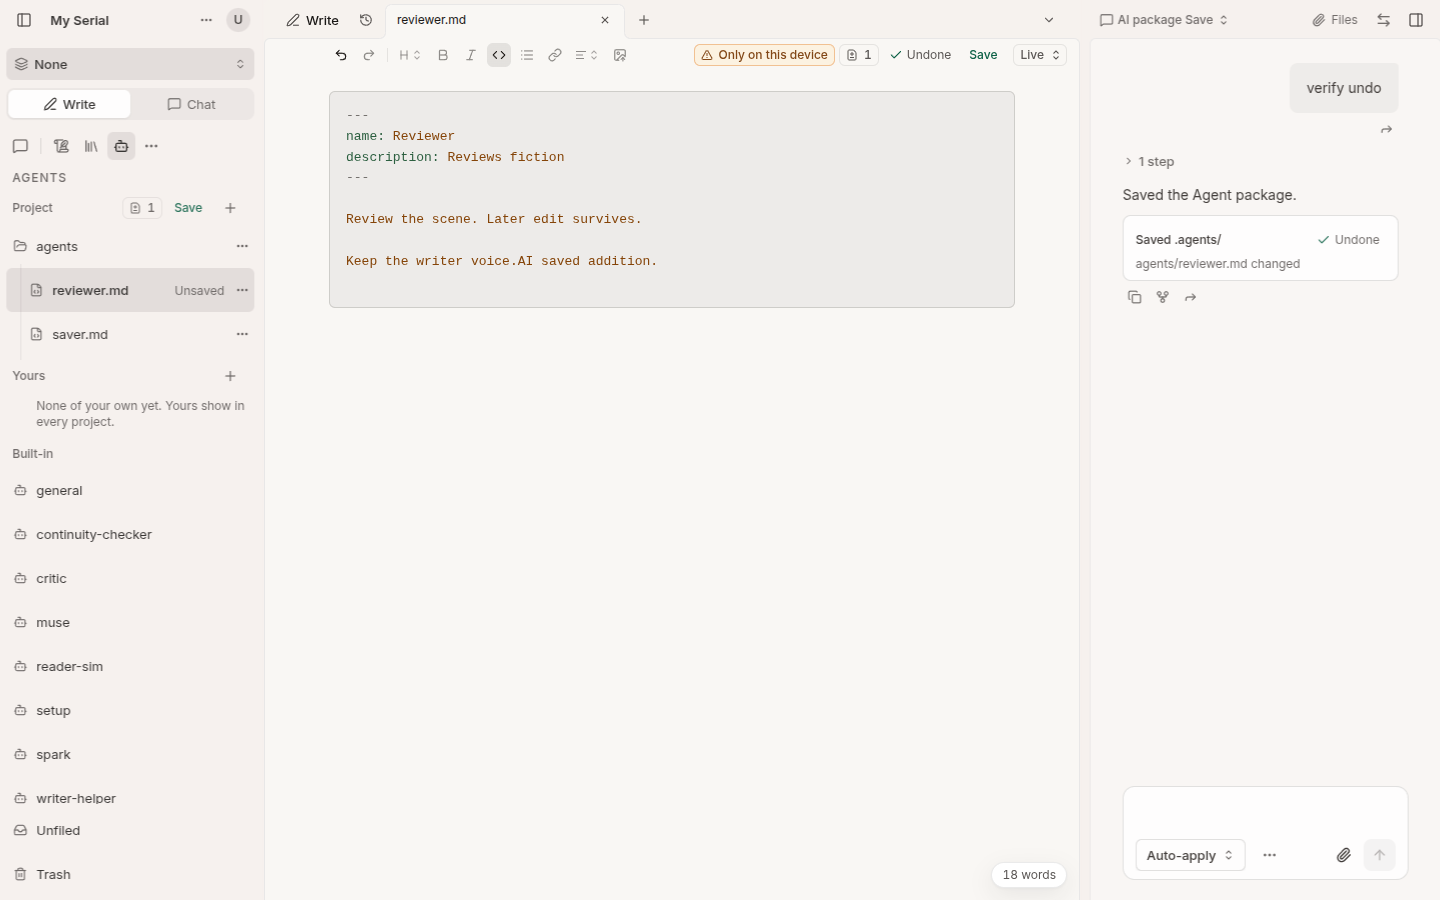 My Serial
U
None
Write
Chat
AGENTS
Project
1
Save
agents
reviewer.md
Unsaved
saver.md
Yours
None of your own yet. Yours show in
every project.
Built-in
general
continuity-checker
critic
muse
reader-sim
setup
spark
writer-helper
Unfiled
Trash
Write
reviewer.md
H
B
I
Only on this device
1
Undone
Save
Live
---
name: Reviewer
description: Reviews fiction
---
Review the scene. Later edit survives.
Keep the writer voice.AI saved addition.
18 words
AI package Save
Files
verify undo
1 step
Saved the Agent package.
Saved .agents/
Undone
agents/reviewer.md changed
Auto-apply